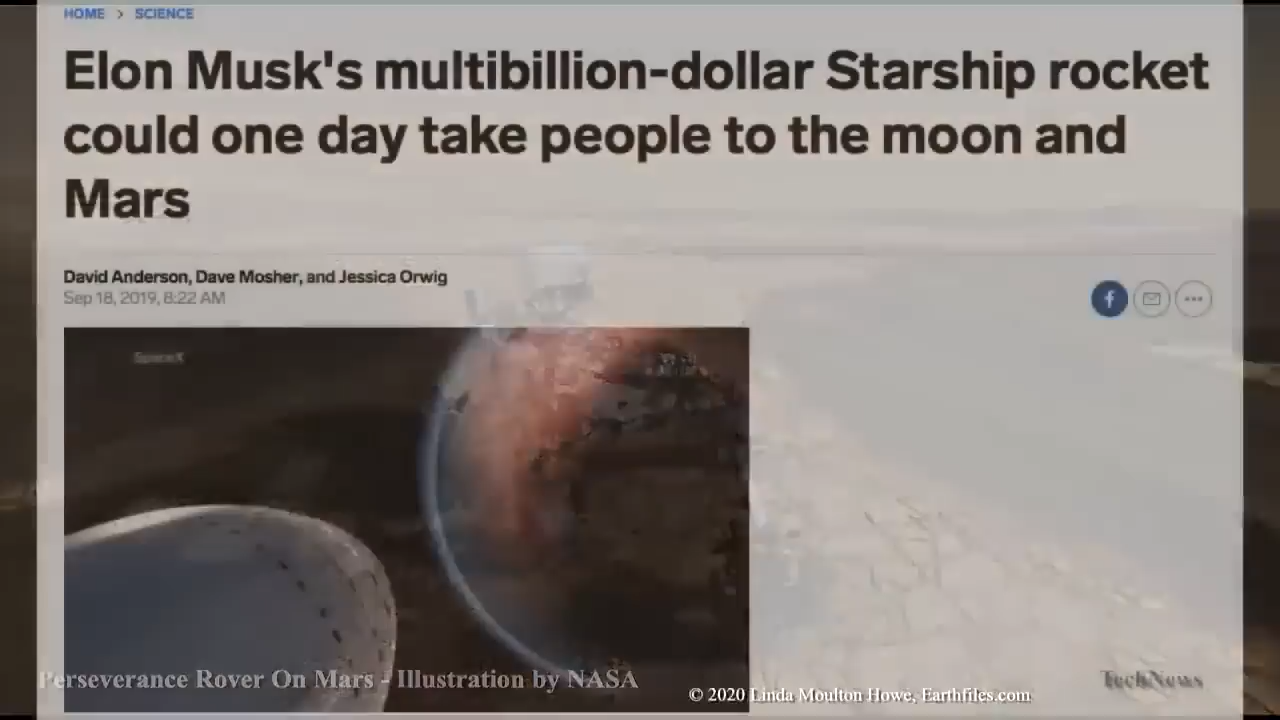 HOME > SCIENCE
Elon Musk's multibillion-dollar Starship rocket
could one day take people to the moon and
Mars
David Anderson, Dave Mosher, and Jessica Orwig
Sep 18, 2019, 8:22 AM
f
SpaceX
Perseverance Rover On Mars - Illustration by NASA
© 2020 Linda Moulton Howe, Earthfiles.com
TechNews